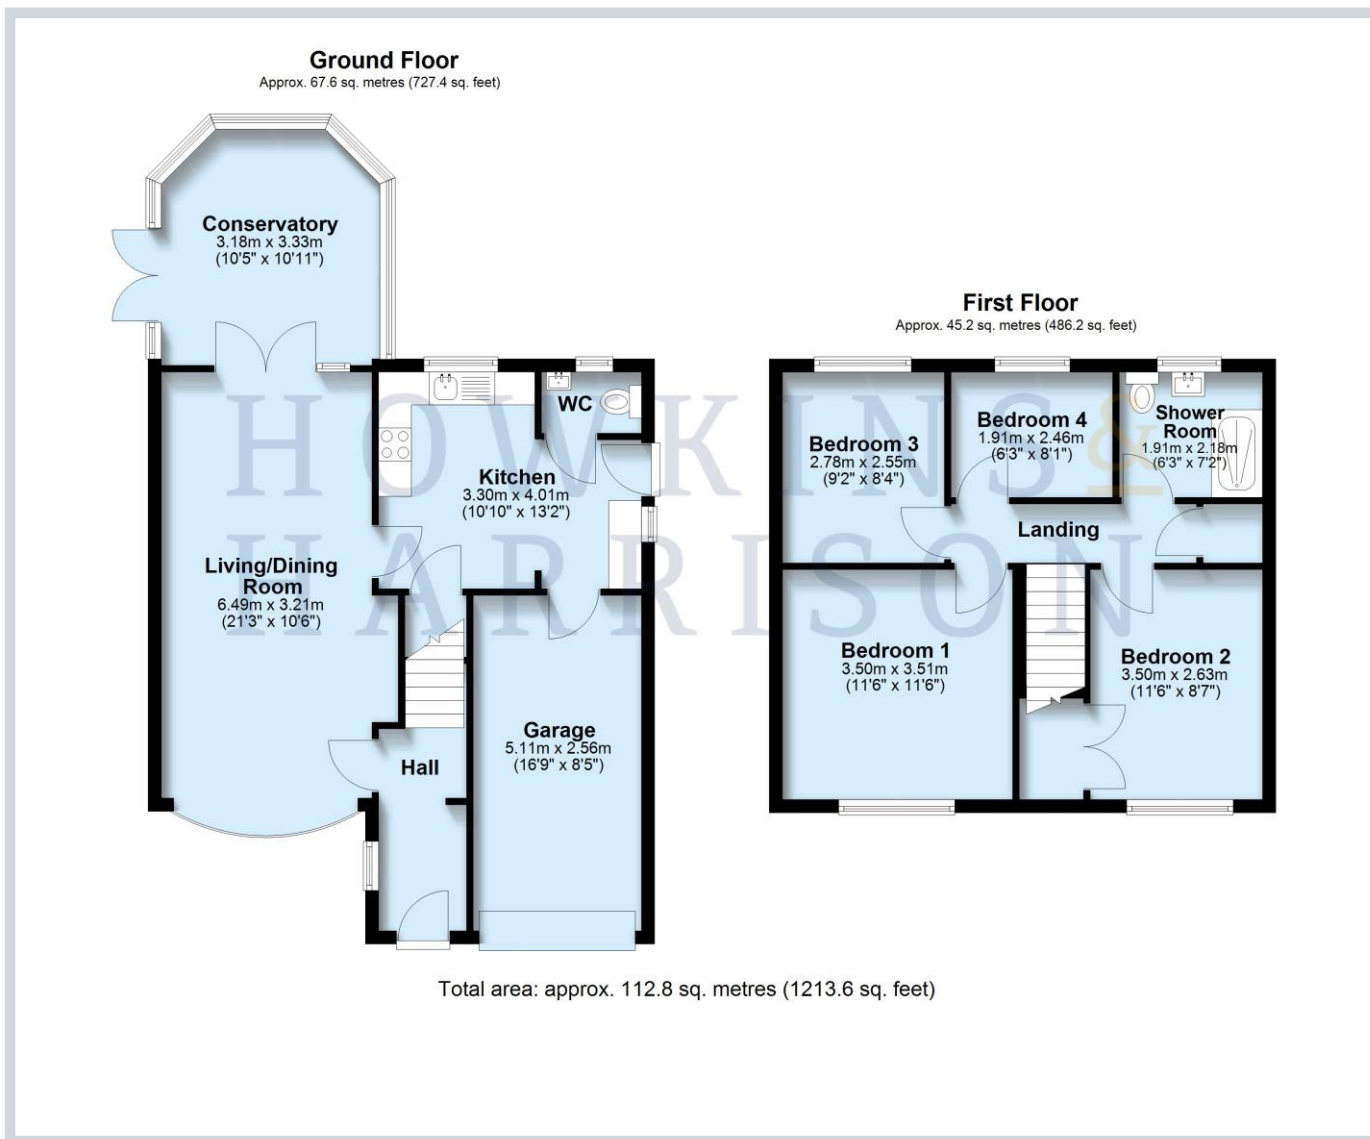 Ground Floor
Approx. 67.6 sq. metres (727.4 sq. feet)
Conservatory
3.18m x 3.33m
(10'5" x 10'11")
WC
Kitchen
3.30m x 4.01m
(10'10" x 13'2")
Living/Dining
Room
6.49m x 3.21m
(21'3" x 10'6")
Garage
5.11m x 2.56m
(16'9" x 8'5")
Hall
First Floor
Approx. 45.2 sq. metres (486.2 sq. feet)
Bedroom 3
2.78m x 2.55m
(9'2" x 8'4")
Bedroom 4
1.91m x 2.46m
(6'3" x 8'1")
Shower
Room
1.91m x 2.18m
(6'3" x 7'2")
Landing
Bedroom 1
3.50m x 3.51m
(11'6" x 11'6")
Bedroom 2
3.50m x 2.63m
(11'6" x 8'7")
Total area: approx. 112.8 sq. metres (1213.6 sq. feet)
HOWKINS &
HARRISON